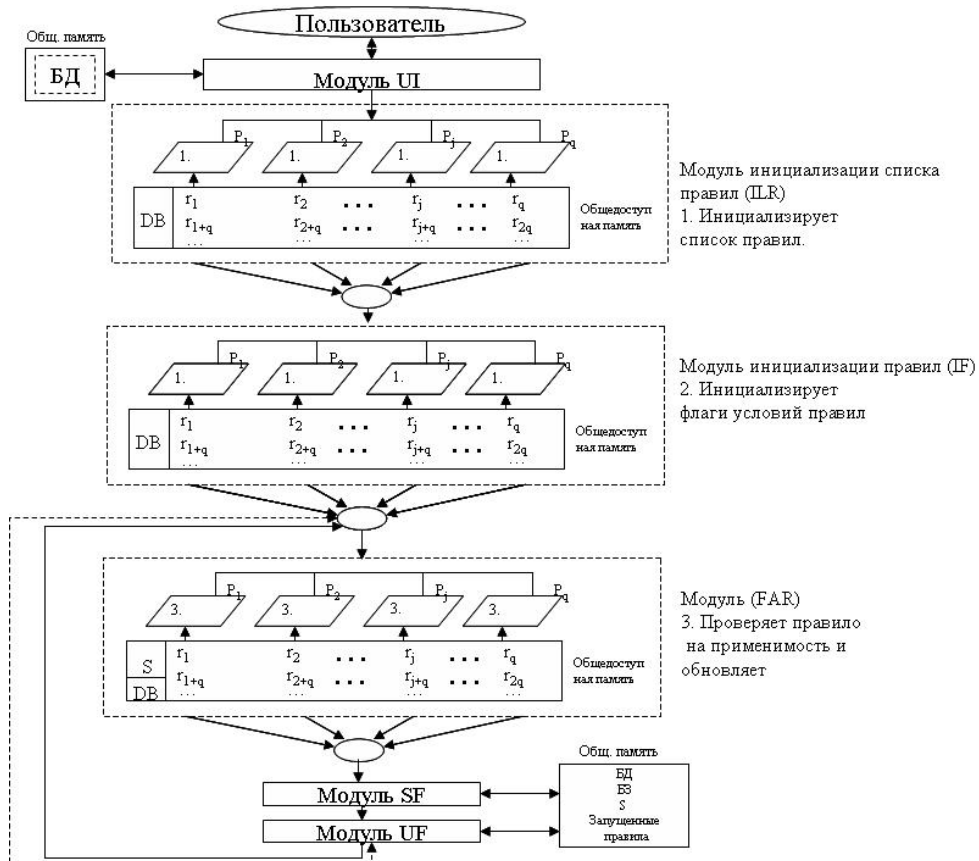 Пользователь
Общ. память
БД
Модуль UI
P1 P2 Pj Pq
1. 1. 1. 1.
r1 r2 ... rj ... rq
DB
r1+q r2+q ... rj+q ... r2q
... ... ... ...
Общедоступ
ная память
Модуль инициализации списка
правил (ILR)
1. Инициализирует
список правил.
P1 P2 Pj Pq
1. 1. 1. 1.
r1 r2 ... rj ... rq
DB
r1+q r2+q ... rj+q ... r2q
... ... ... ...
Общедоступ
ная память
Модуль инициализации правил (IF)
2. Инициализирует
флаги условий правил
P1 P2 Pj Pq
3. 3. 3. 3.
r1 r2 ... rj ... rq
S
r1+q r2+q ... rj+q ... r2q
DB
... ... ... ...
Общедоступ
ная память
Модуль (FAR)
3. Проверяет правило
на применимость и
обновляет
Модуль SF
Модуль UF
Общ. память
БД
БЗ
S
Запущенные
правила